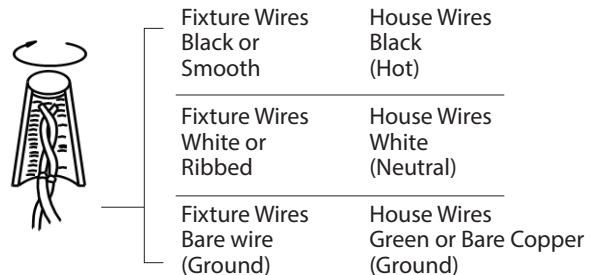 Fixture Wires House Wires
Black or Black
Smooth (Hot)
Fixture Wires House Wires
White or White
Ribbed (Neutral)
Fixture Wires House Wires
Bare wire Green or Bare Copper
(Ground) (Ground)